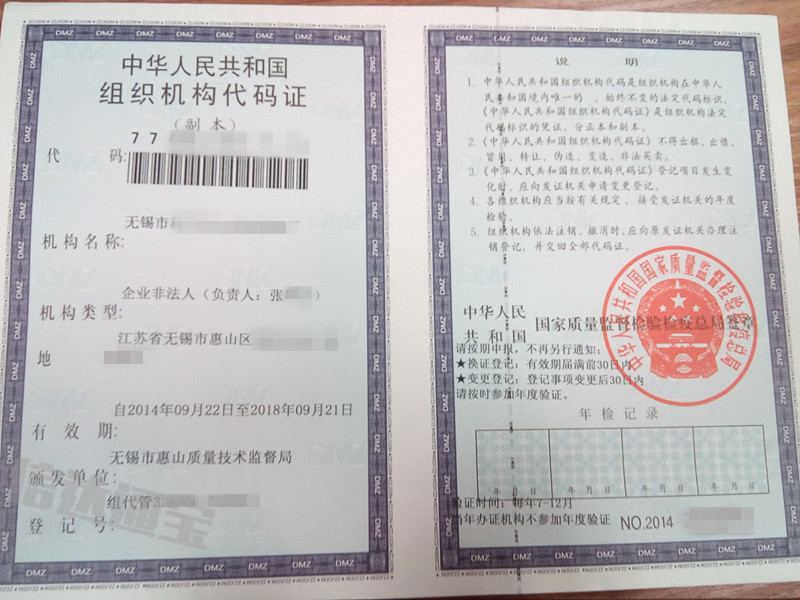 中华人民共和国
组织机构代码证
(副本)
代 码: 77
机构名称: 无锡市
机构类型: 企业非法人(负责人:张 )
地 江苏省无锡市惠山区
有 效 期: 自2014年09月22日至2018年09月21日
颁发单位: 无锡市惠山质量技术监督局
登 记 号: 组代管3
说 明
1. 中华人民共和国组织机构代码是组织机构在中华人
民共和国境内唯一的、始终不变的法定代码标识,
《中华人民共和国组织机构代码证》是组织机构法定
代码标识的凭证,分正本和副本。
2. 《中华人民共和国组织机构代码证》不得出租、出借、
冒用、转让、伪造、变造、非法买卖。
3. 《中华人民共和国组织机构代码证》登记项目发生变
化时,应向发证机关申请变更登记。
4. 各组织机构应当按有关规定,接受发证机关的年度
检验。
5. 组织机构依法注销、撤消时,应向原发证机关办理注
销登记,并交回全部代码证。
中华人民
共和国 国家质量监督检验检疫总局签章
中华人民共和国国家质量监督检验检疫总局
请按期申报,不再另行通知:
★换证登记:有效期届满前30日内
★变更登记:登记事项变更后30日内
请按时参加年度验证。
年检记录
年 月 日 年 月 日 年 月 日 年 月 日
验证时间:每年7-12月
当年办证机构不参加年度验证 NO.2014